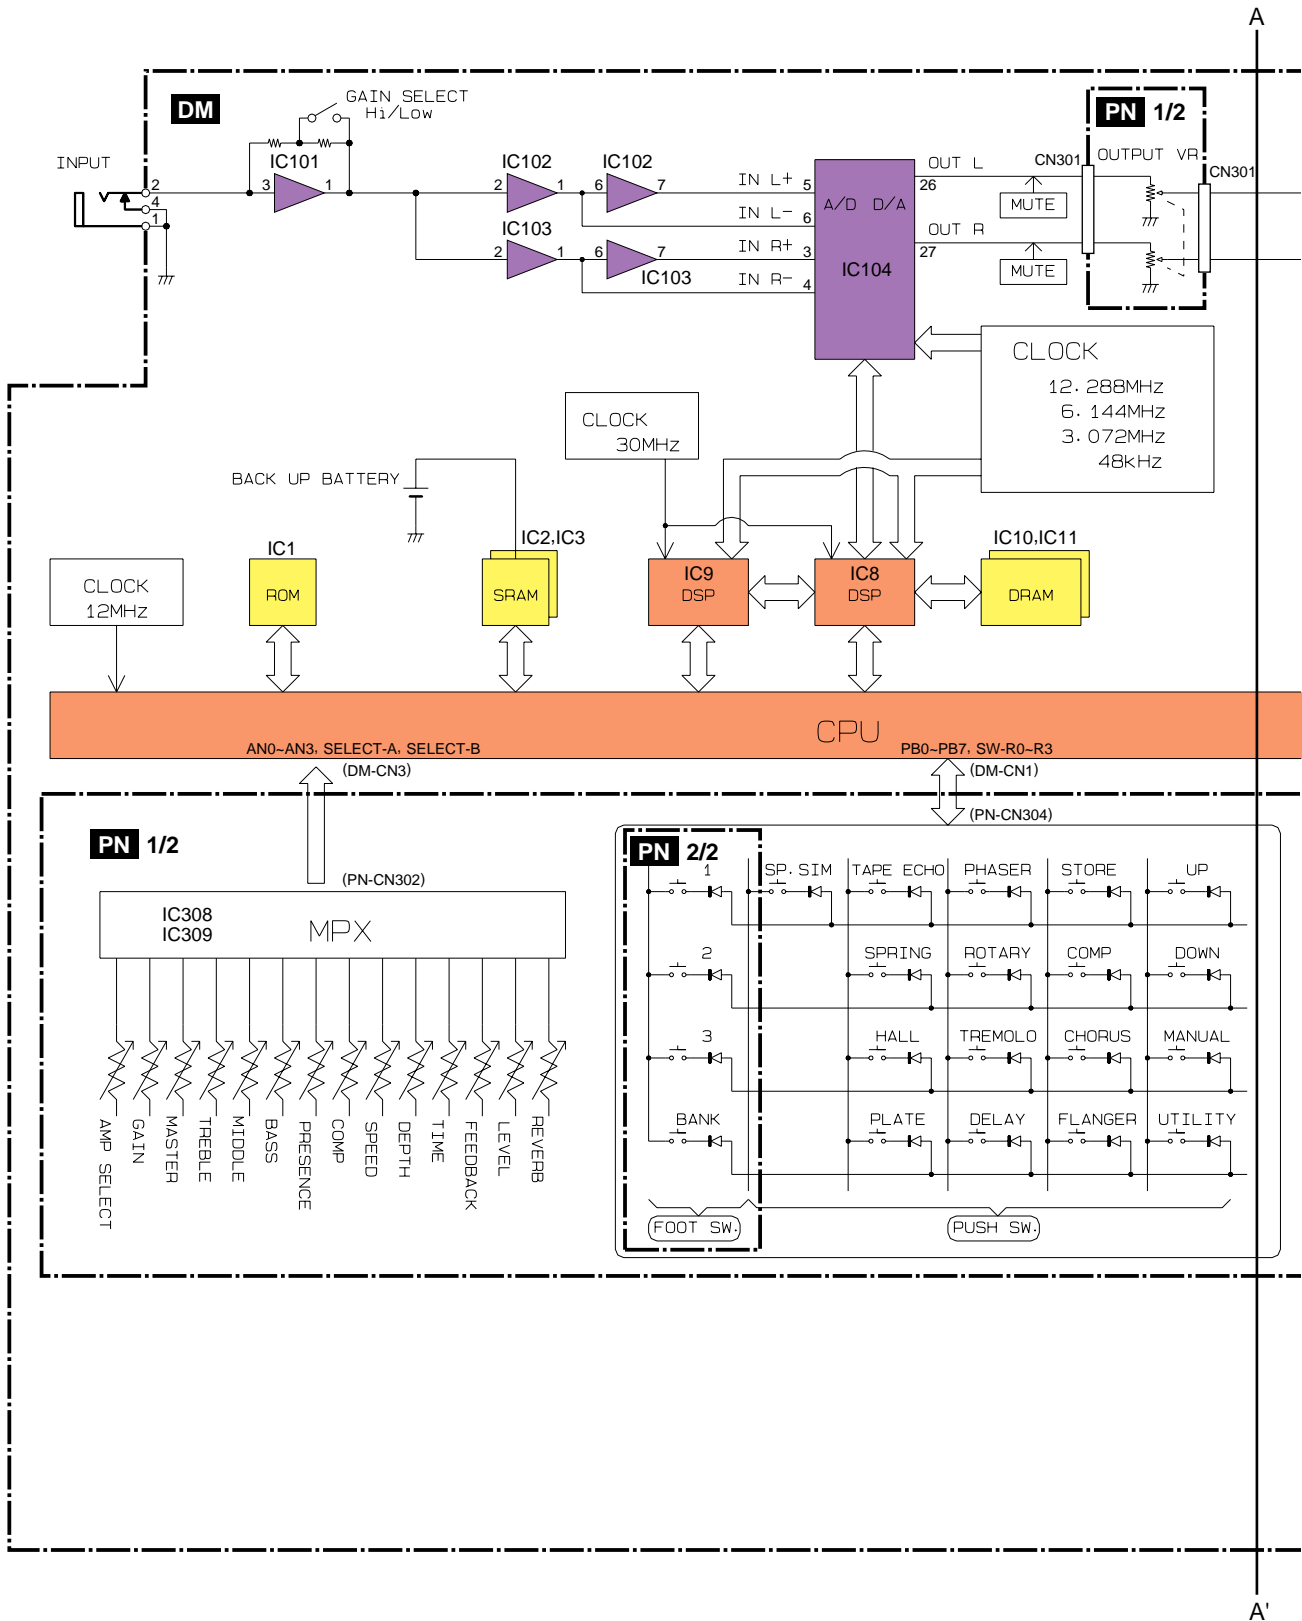 A
DM
GAIN SELECT
Hi/Low
PN 1/2
INPUT
IC101
IC102
IC102
OUT L
CN301
OUTPUT VR
CN301
2
3
1
2
1
6
7
IN L+
5
A/D D/A
26
MUTE
4
IN L-
6
1
IC103
OUT R
2
1
6
7
IN R+
3
IC104
27
IC103
IN R-
4
MUTE
CLOCK
12.288MHz
6.144MHz
3.072MHz
48kHz
CLOCK
30MHz
BACK UP BATTERY
IC1
IC2,IC3
IC10,IC11
CLOCK
12MHz
ROM
SRAM
IC9
DSP
IC8
DSP
DRAM
CPU
AN0~AN3, SELECT-A, SELECT-B
PB0~PB7, SW-R0~R3
(DM-CN3)
(DM-CN1)
(PN-CN304)
PN 1/2
PN 2/2
(PN-CN302)
1
SP.SIM
TAPE ECHO
PHASER
STORE
UP
IC308
IC309
MPX
2
SPRING
ROTARY
COMP
DOWN
3
HALL
TREMOLO
CHORUS
MANUAL
BANK
PLATE
DELAY
FLANGER
UTILITY
AMP SELECT
GAIN
MASTER
TREBLE
MIDDLE
BASS
PRESENCE
COMP
SPEED
DEPTH
TIME
FEEDBACK
LEVEL
REVERB
FOOT SW.
PUSH SW.
A'